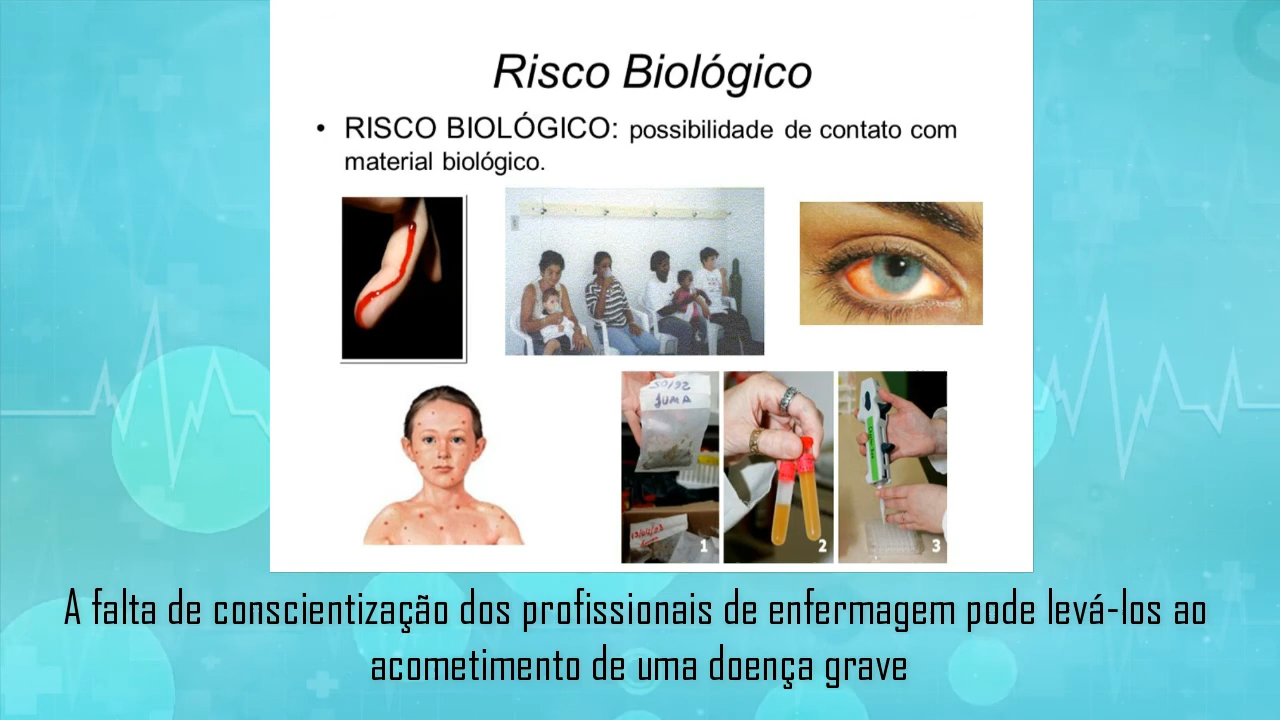 Risco Biológico
• RISCO BIOLÓGICO: possibilidade de contato com
material biológico.
JUMA
1
2
3
A falta de conscientização dos profissionais de enfermagem pode levá-los ao
acometimento de uma doença grave